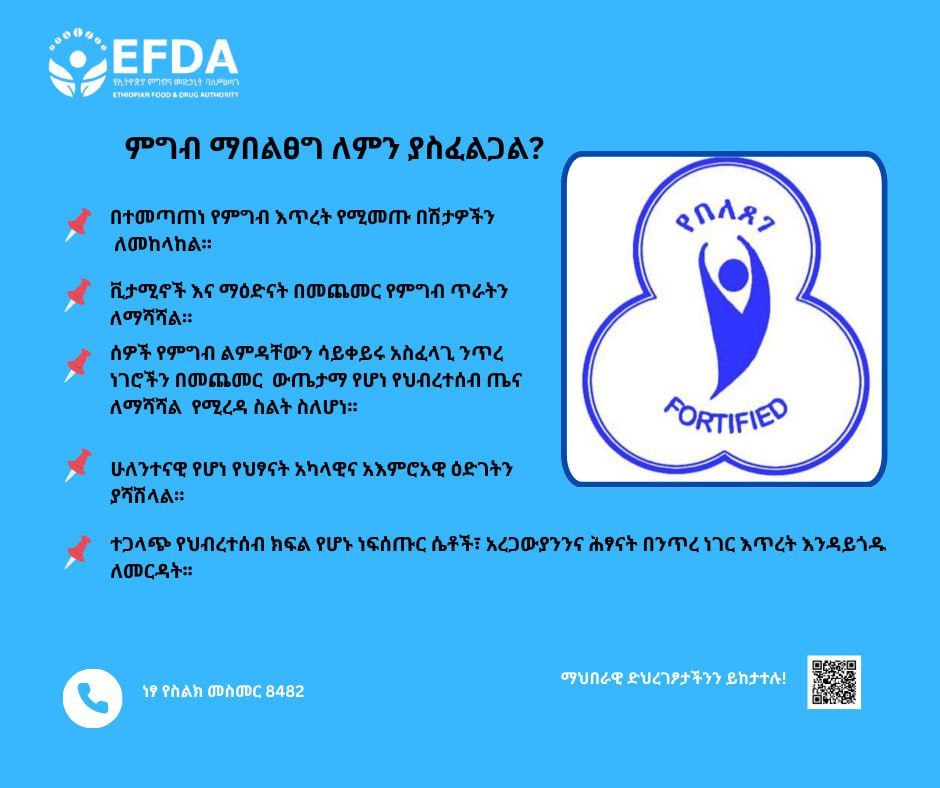 EFDA
የኢትዮጵያ ምግብና መድኃኒት ባለሥልጣን
ETHIOPIAN FOOD & DRUG AUTHORITY
ምግብ ማበልፀግ ለምን ያስፈልጋል?
በተመጣጠነ የምግብ እጥረት የሚመጡ በሽታዎችን
ለመከላከል።
ቪታሚኖች እና ማዕድናት በመጨመር የምግብ ጥራትን
ለማሻሻል።
ሰዎች የምግብ ልምዳቸውን ሳይቀይሩ አስፈላጊ ንጥረ
ነገሮችን በመጨመር ውጤታማ የሆነ የህብረተሰብ ጤና
ለማሻሻል የሚረዳ ስልት ስለሆነ።
ሁለንተናዊ የሆነ የህፃናት አካላዊና አእምሮአዊ ዕድገትን
ያሻሽላል።
ተጋላጭ የህብረተሰብ ክፍል የሆኑ ነፍሰጡር ሴቶች፣ አረጋውያንንና ሕፃናት በንጥረ ነገር እጥረት እንዳይጎዱ
ለመርዳት።
የበለጸገ
FORTIFIED
ነፃ የስልክ መስመር 8482
ማህበራዊ ድህረገፆታችንን ይከታተሉ!